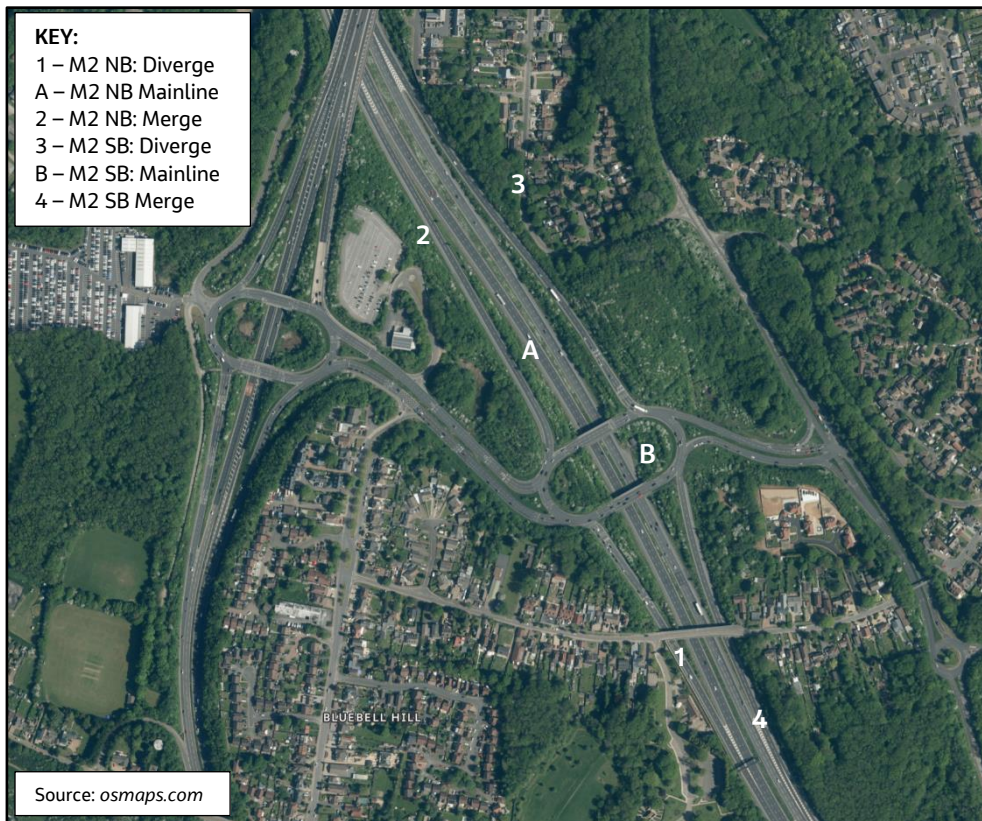 KEY:
1 – M2 NB: Diverge
A – M2 NB Mainline
2 – M2 NB: Merge
3 – M2 SB: Diverge
B – M2 SB: Mainline
4 – M2 SB Merge
3
2
A
B
1
4
BLUEBELL HILL
Source: osmaps.com